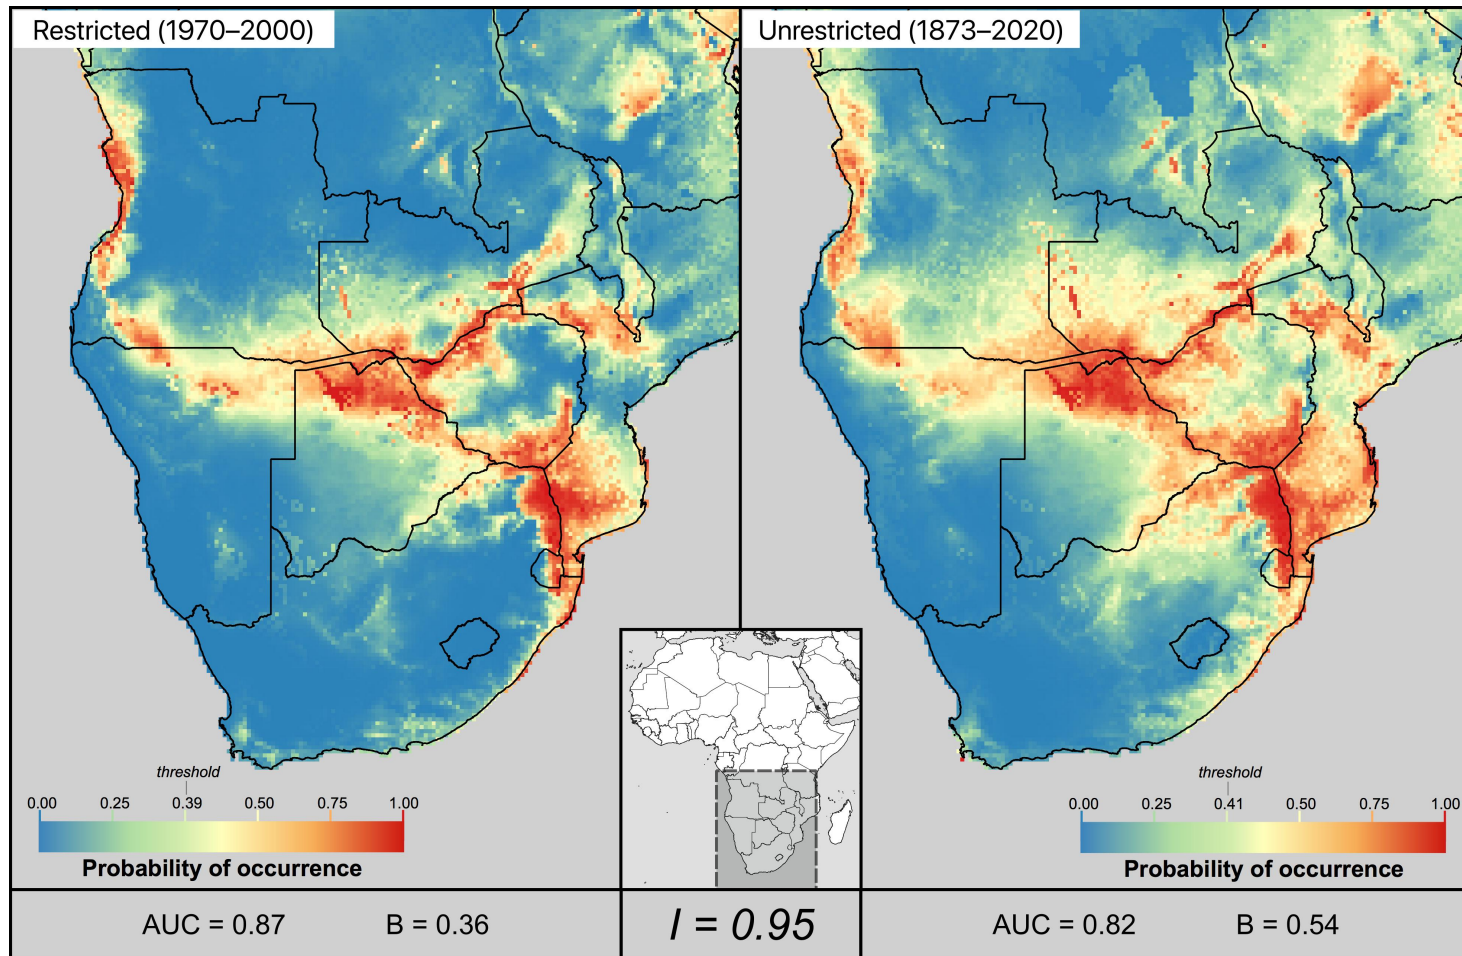 Restricted (1970–2000)
Unrestricted (1873–2020)
threshold
0.00 0.25 0.39 0.50 0.75 1.00
Probability of occurrence
threshold
0.00 0.25 0.41 0.50 0.75 1.00
Probability of occurrence
AUC = 0.87 B = 0.36
I = 0.95
AUC = 0.82 B = 0.54